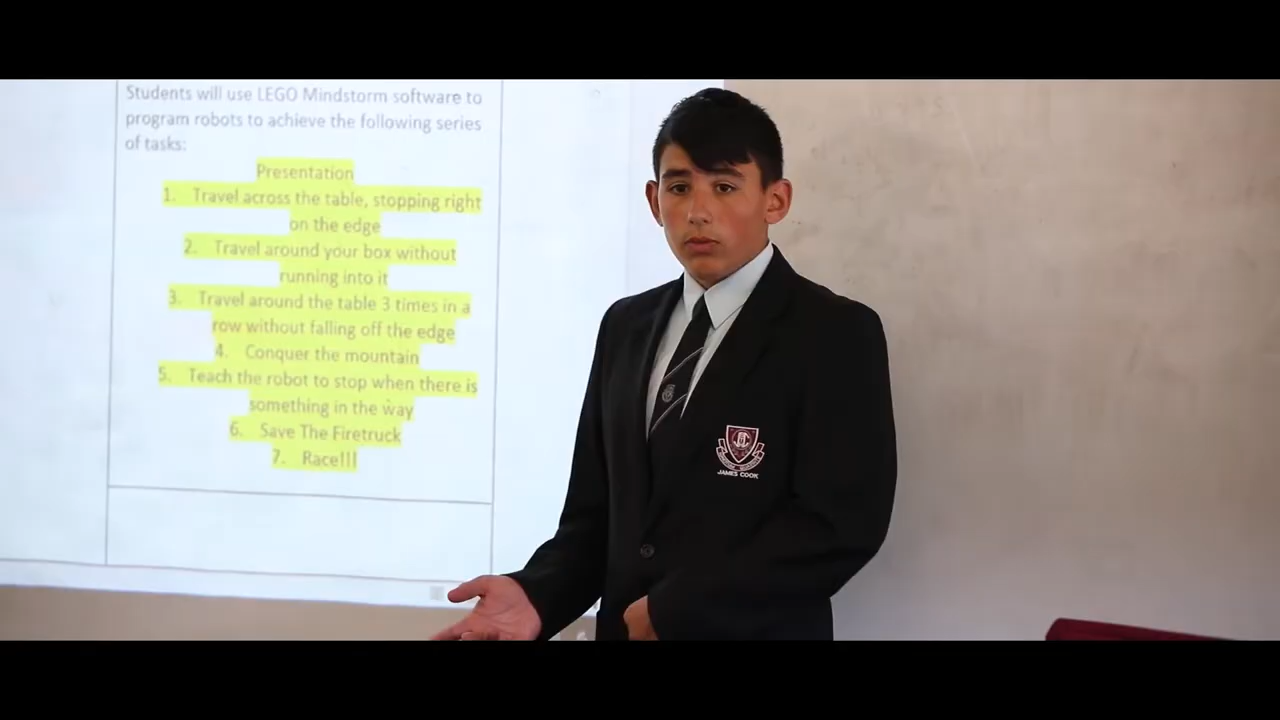 Students will use LEGO Mindstorm software to
program robots to achieve the following series
of tasks:
Presentation
1. Travel across the table, stopping right
on the edge
2. Travel around your box without
running into it
3. Travel around the table 3 times in a
row without falling off the edge
4. Conquer the mountain
5. Teach the robot to stop when there is
something in the way
6. Save The Firetruck
7. Race!!!
JAMES COOK